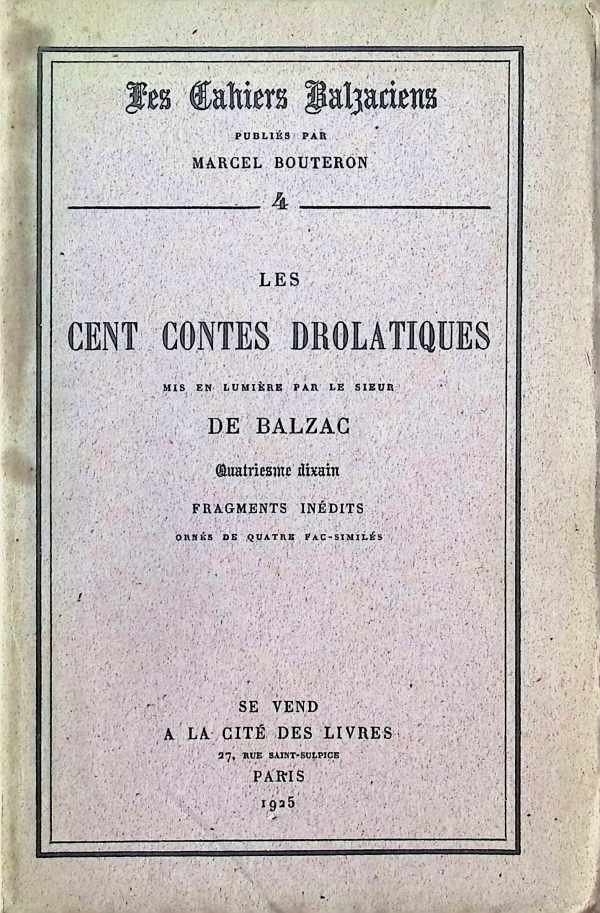 Les Cahiers Balzaciens
PUBLIÉS PAR
MARCEL BOUTERON
4
LES
CENT CONTES DROLATIQUES
MIS EN LUMIÈRE PAR LE SIEUR
DE BALZAC
Quatriesme dixain
FRAGMENTS INÉDITS
ORNÉS DE QUATRE FAC-SIMILÉS
SE VEND
A LA CITÉ DES LIVRES
27, RUE SAINT-SULPICE
PARIS
1925